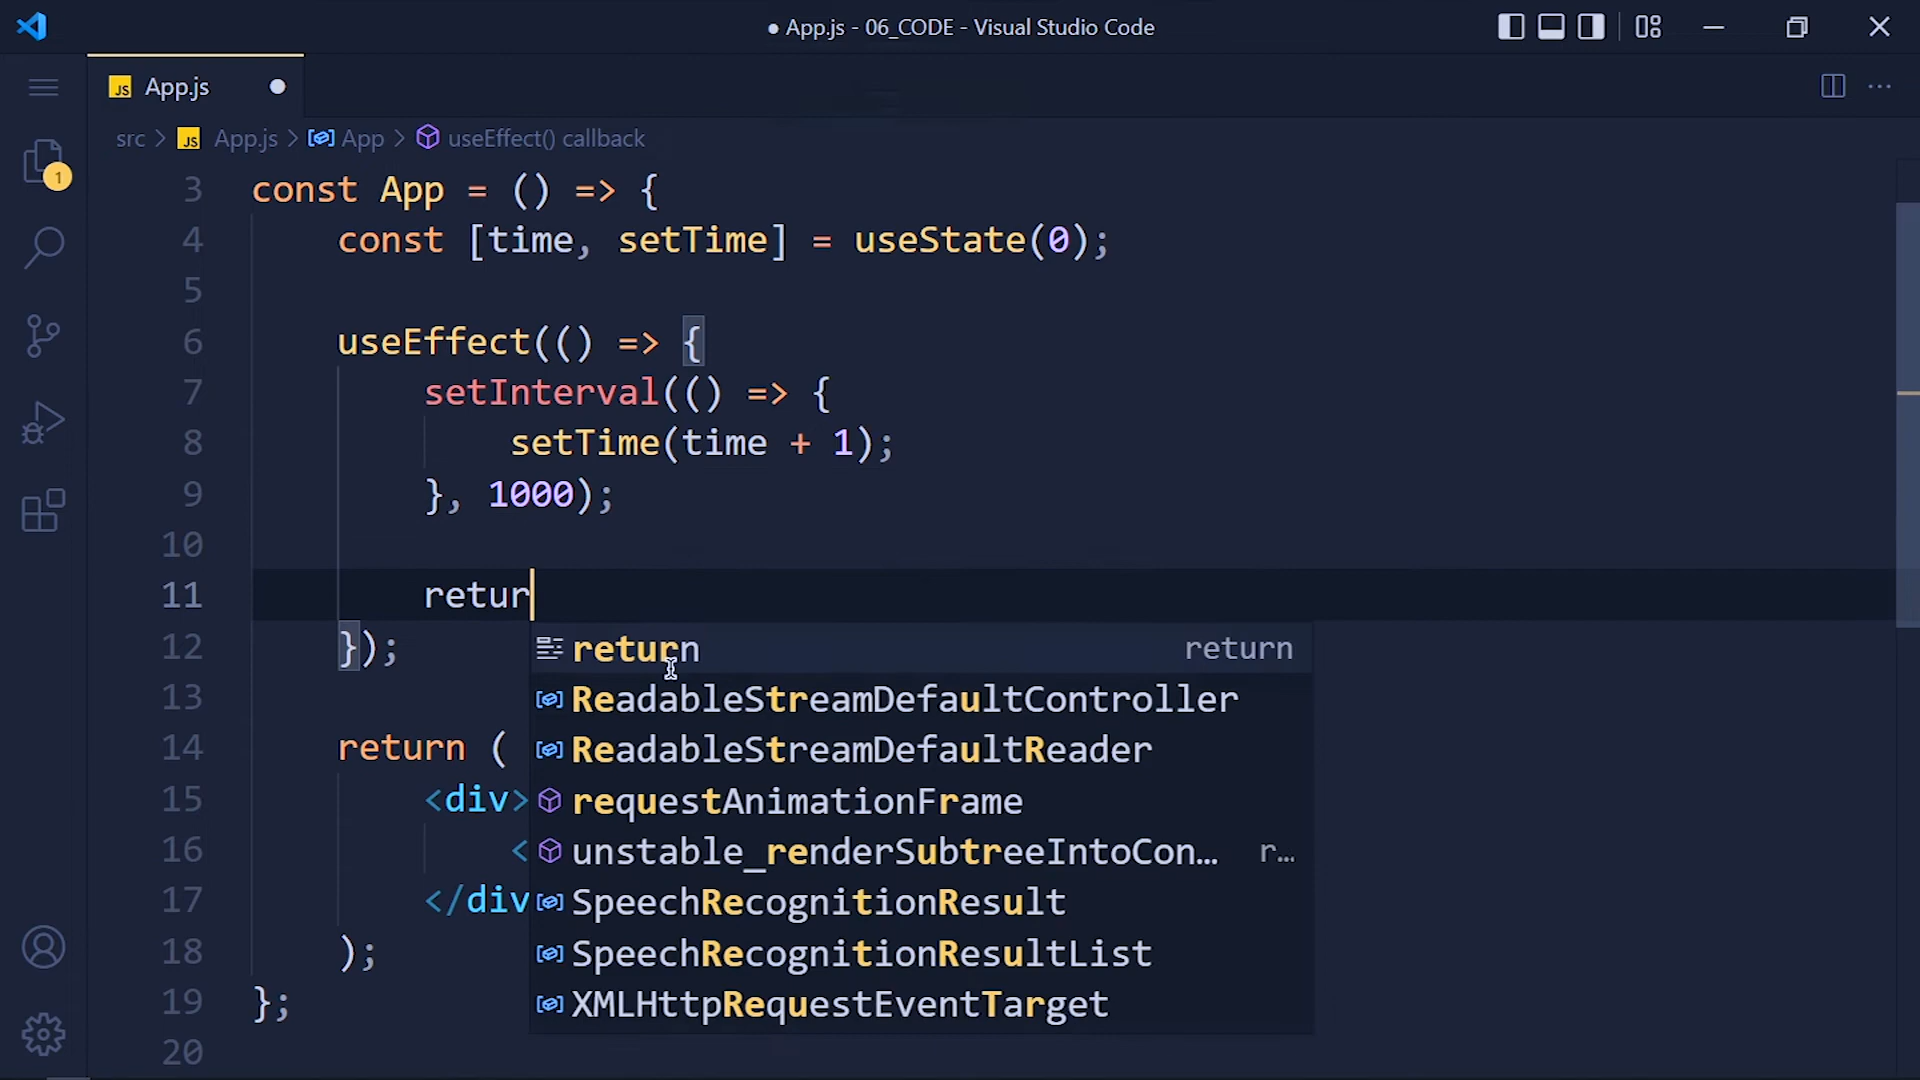 ● App.js - 06_CODE - Visual Studio Code
JS App.js
src > JS App.js > App > useEffect() callback
1
3 const App = () => {
4 const [time, setTime] = useState(0);
5
6 useEffect(() => {
7 setInterval(() => {
8 setTime(time + 1);
9 }, 1000);
10
11 retur
12 });
return return
13 ReadableStreamDefaultController
14 return (
ReadableStreamDefaultReader
15 <div>
requestAnimationFrame
16 <
unstable_renderSubtreeIntoCon... r...
17 </div
SpeechRecognitionResult
18 );
SpeechRecognitionResultList
19 };
XMLHttpRequestEventTarget
20